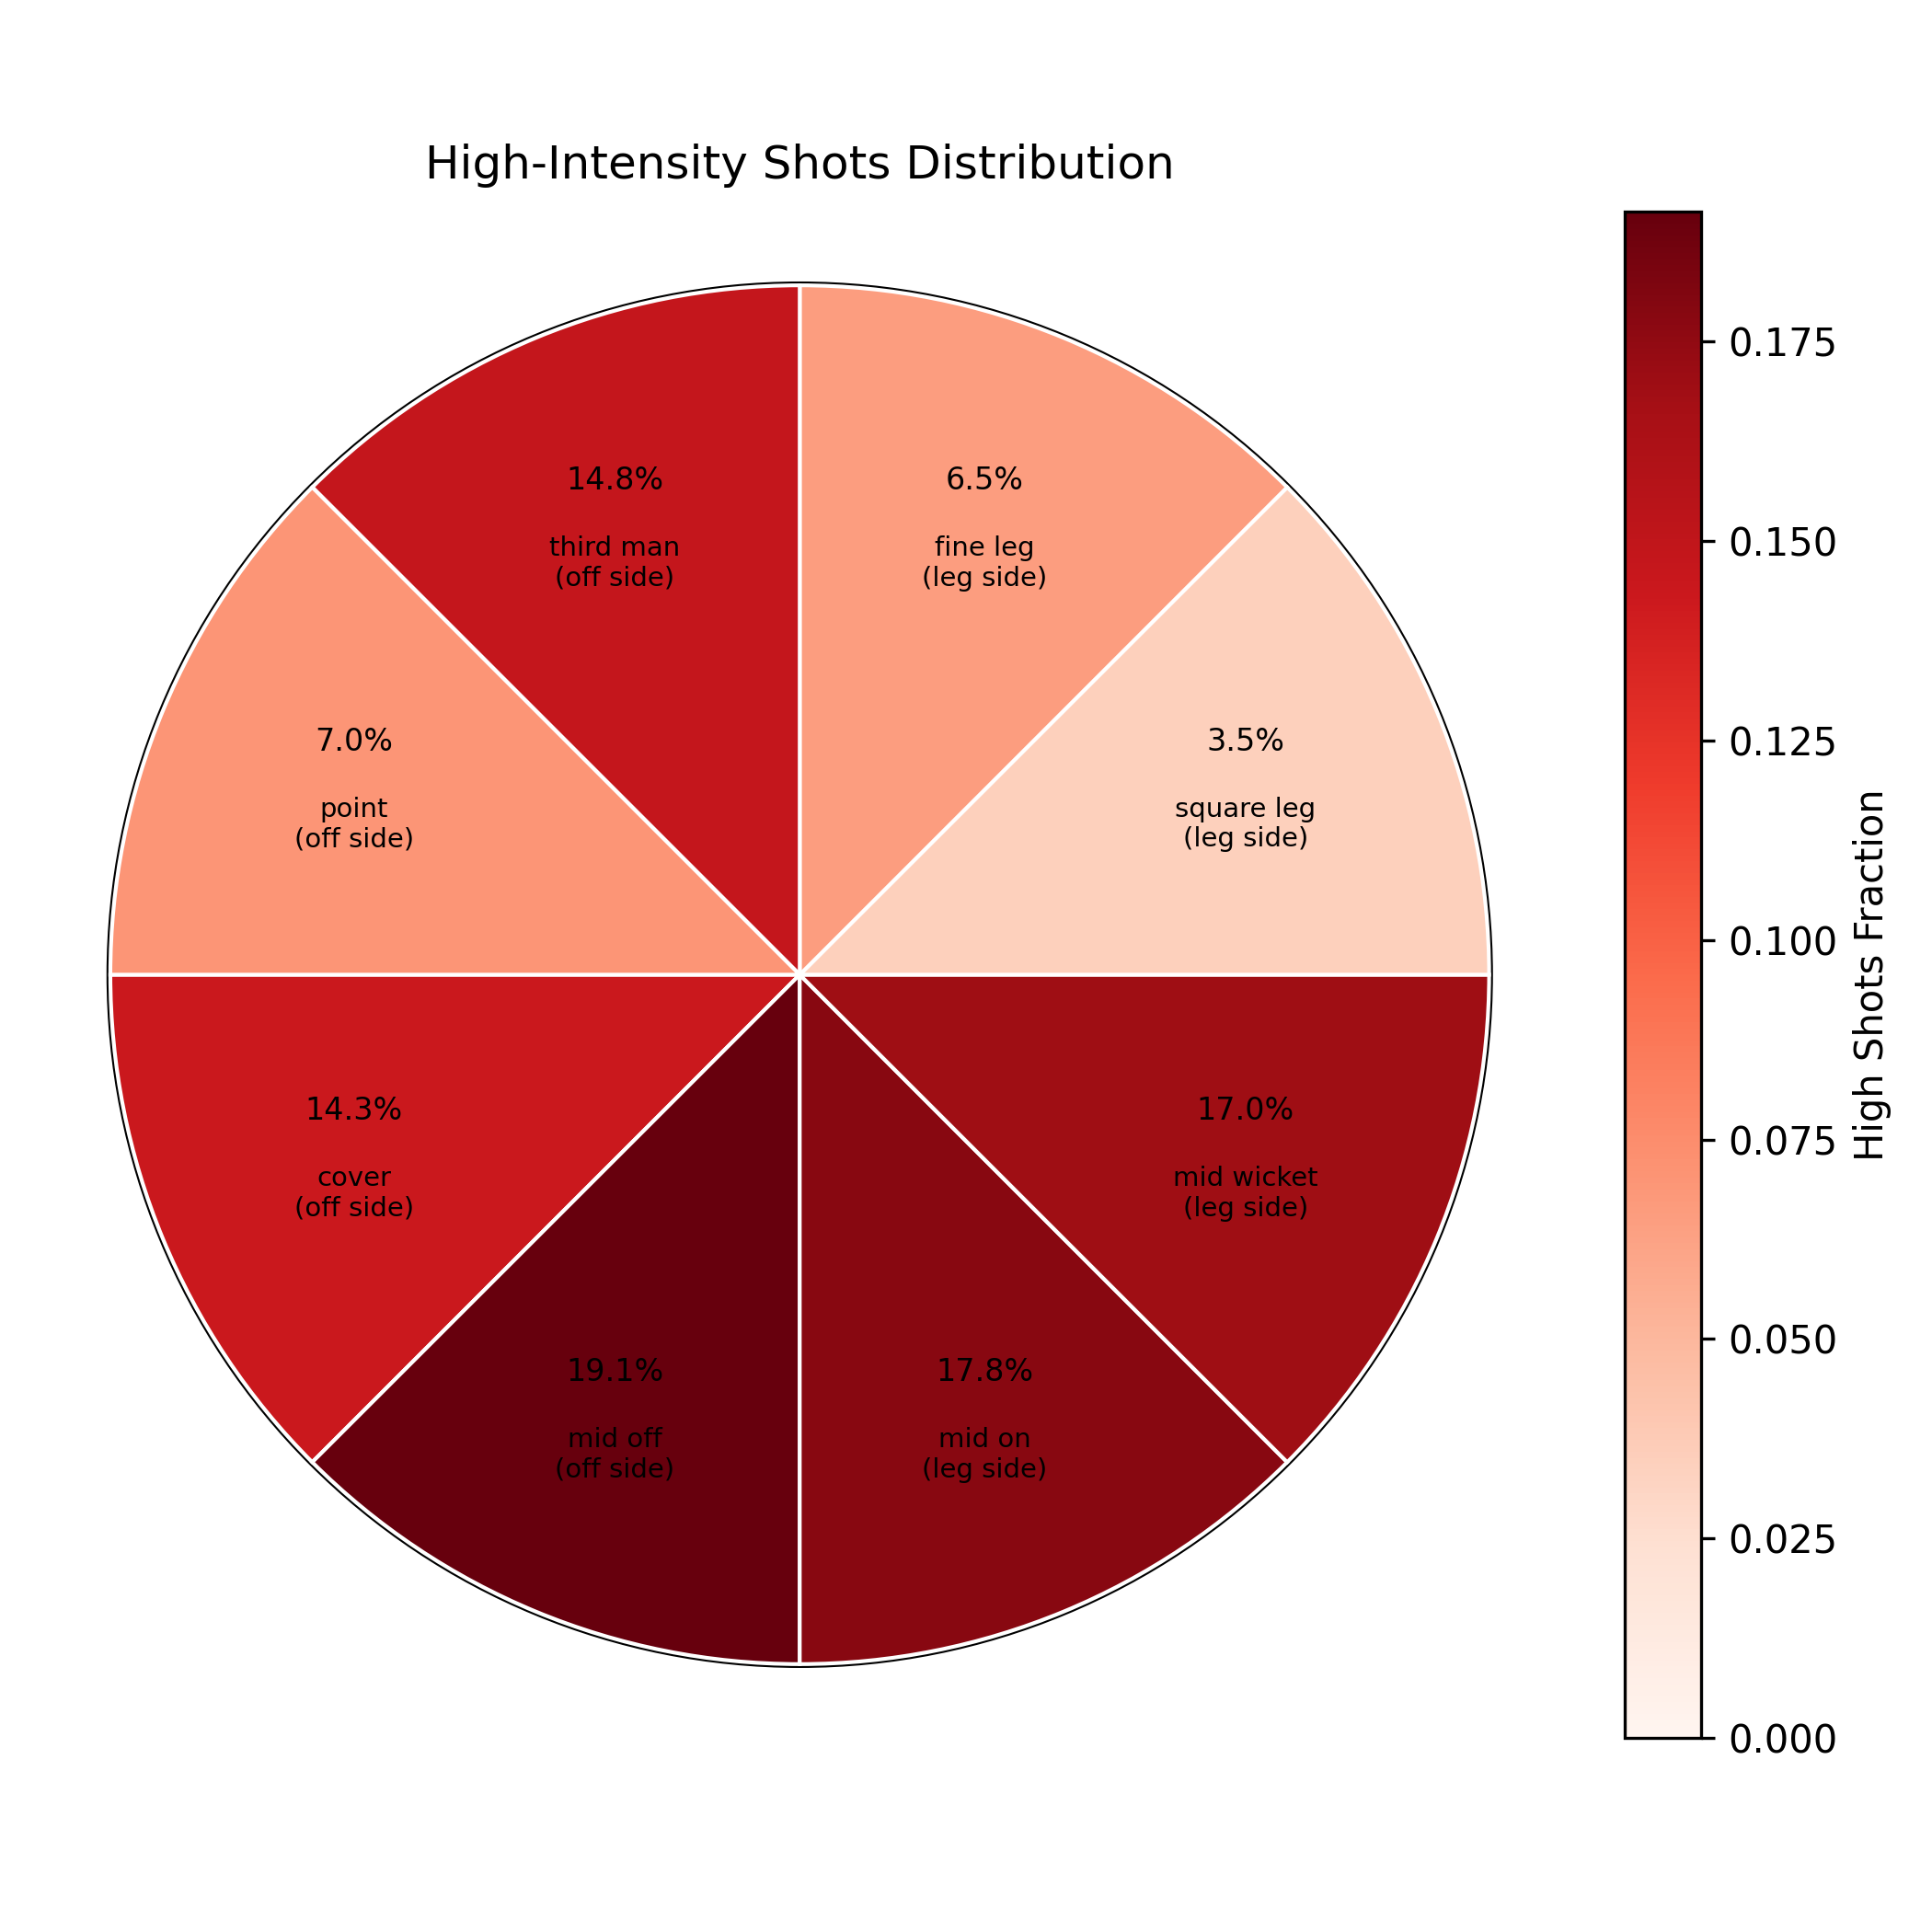 High-Intensity Shots Distribution
14.8%
third man
(off side)
6.5%
fine leg
(leg side)
7.0%
point
(off side)
3.5%
square leg
(leg side)
14.3%
cover
(off side)
17.0%
mid wicket
(leg side)
19.1%
mid off
(off side)
17.8%
mid on
(leg side)
0.175
0.150
0.125
0.100
0.075
0.050
0.025
0.000
High Shots Fraction